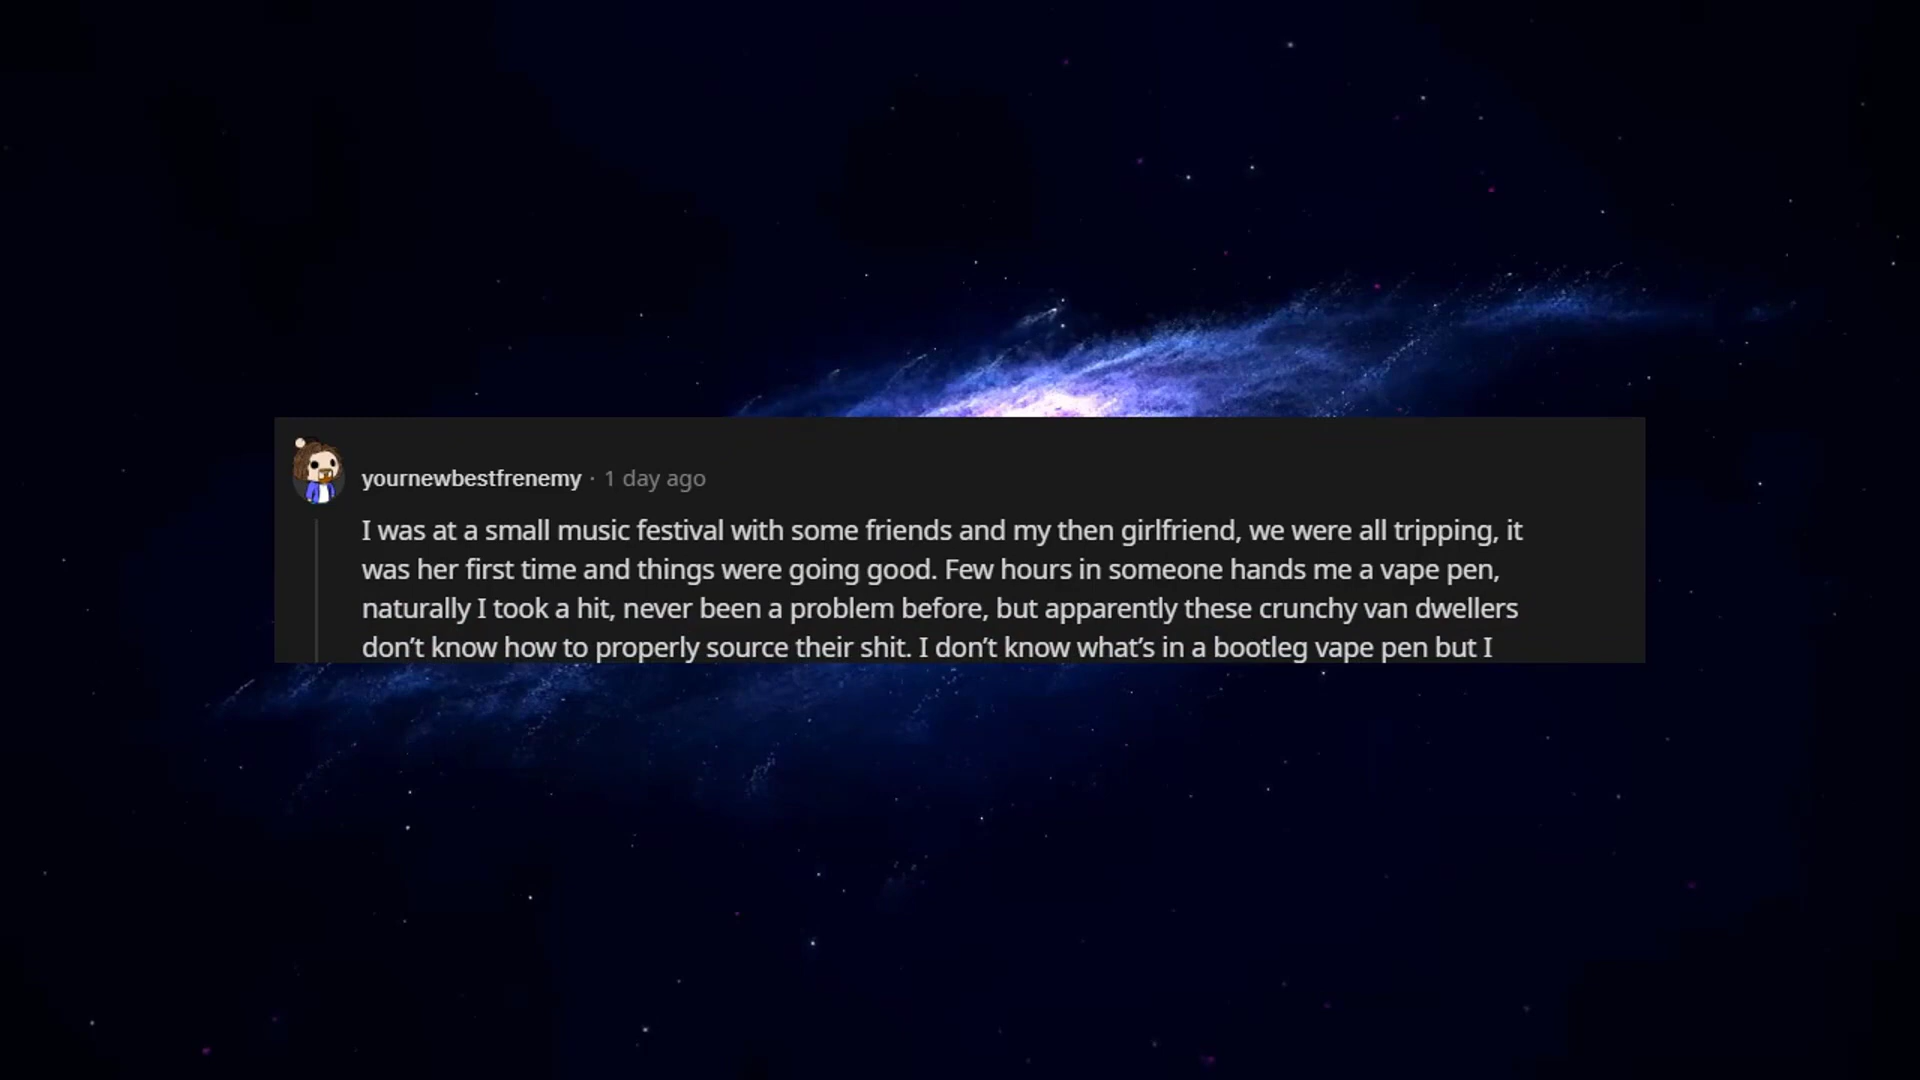 yournewbestfrenemy · 1 day ago
I was at a small music festival with some friends and my then girlfriend, we were all tripping, it
was her first time and things were going good. Few hours in someone hands me a vape pen,
naturally I took a hit, never been a problem before, but apparently these crunchy van dwellers
don’t know how to properly source their shit. I don’t know what’s in a bootleg vape pen but I